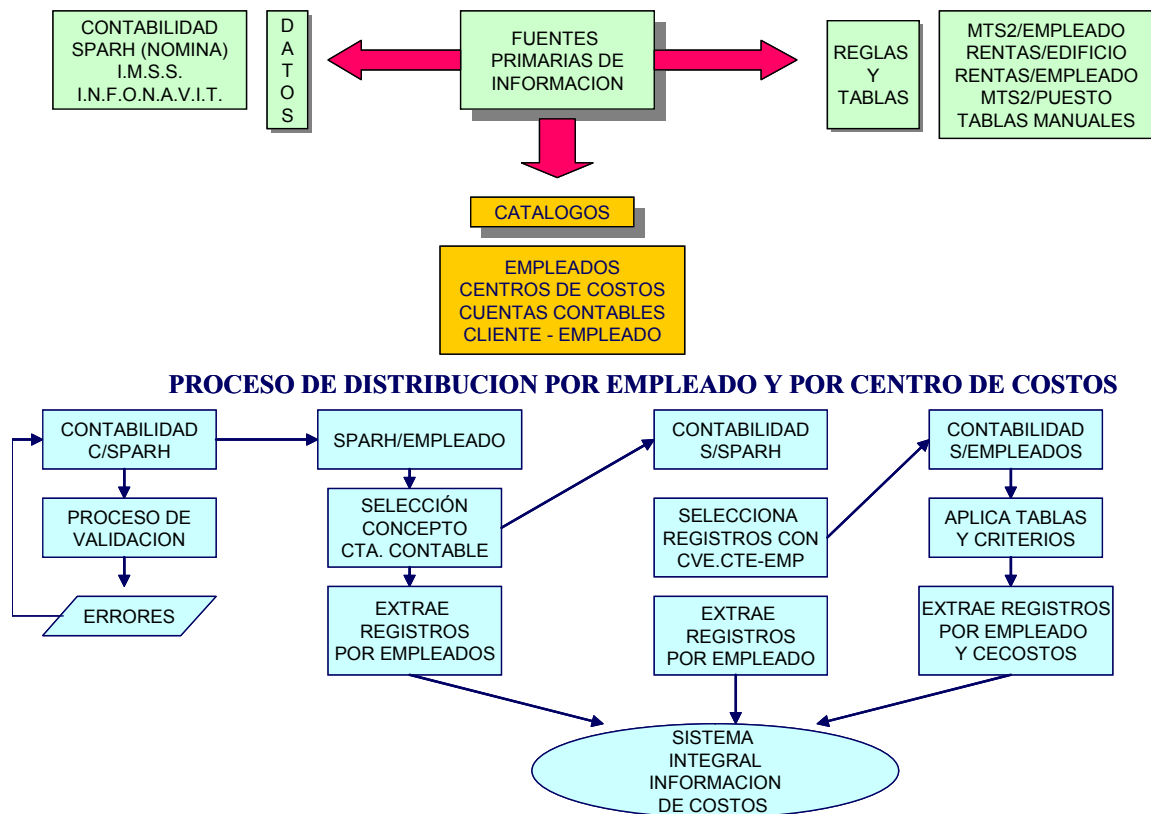 CONTABILIDAD
SPARH (NOMINA)
I.M.S.S.
I.N.F.O.N.A.V.I.T.
D
A
T
O
S
FUENTES
PRIMARIAS DE
INFORMACION
REGLAS
Y
TABLAS
MTS2/EMPLEADO
RENTAS/EDIFICIO
RENTAS/EMPLEADO
MTS2/PUESTO
TABLAS MANUALES
CATALOGOS
EMPLEADOS
CENTROS DE COSTOS
CUENTAS CONTABLES
CLIENTE - EMPLEADO
PROCESO DE DISTRIBUCION POR EMPLEADO Y POR CENTRO DE COSTOS
CONTABILIDAD
C/SPARH
PROCESO DE
VALIDACION
ERRORES
SPARH/EMPLEADO
SELECCIÓN
CONCEPTO
CTA. CONTABLE
EXTRAE
REGISTROS
POR EMPLEADOS
CONTABILIDAD
S/SPARH
SELECCIONA
REGISTROS CON
CVE.CTE-EMP
EXTRAE
REGISTROS
POR EMPLEADO
CONTABILIDAD
S/EMPLEADOS
APLICA TABLAS
Y CRITERIOS
EXTRAE REGISTROS
POR EMPLEADO
Y CECOSTOS
SISTEMA
INTEGRAL
INFORMACION
DE COSTOS